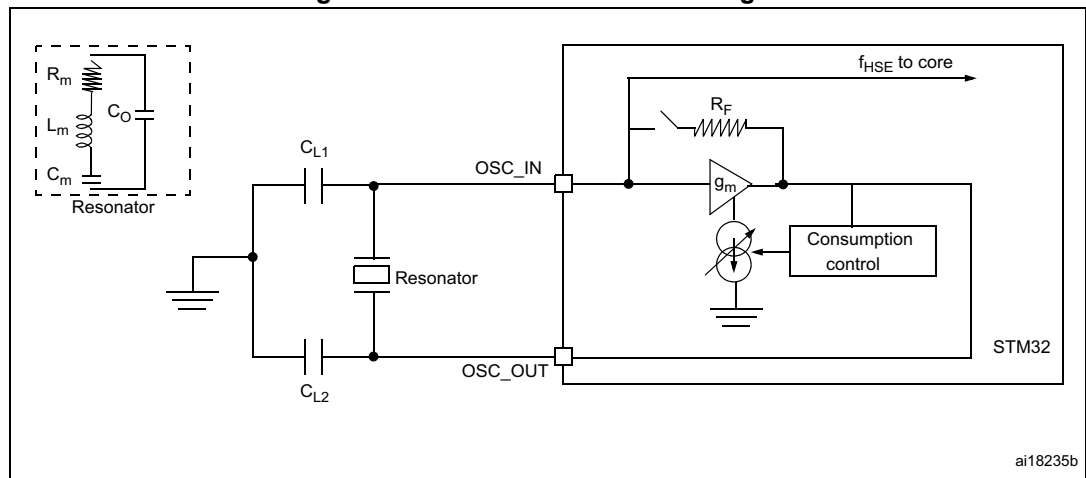 R_m
L_m
C_O
C_m
Resonator
C_L1
OSC_IN
Resonator
OSC_OUT
C_L2
f_HSE to core
R_F
g_m
Consumption
control
STM32
ai18235b